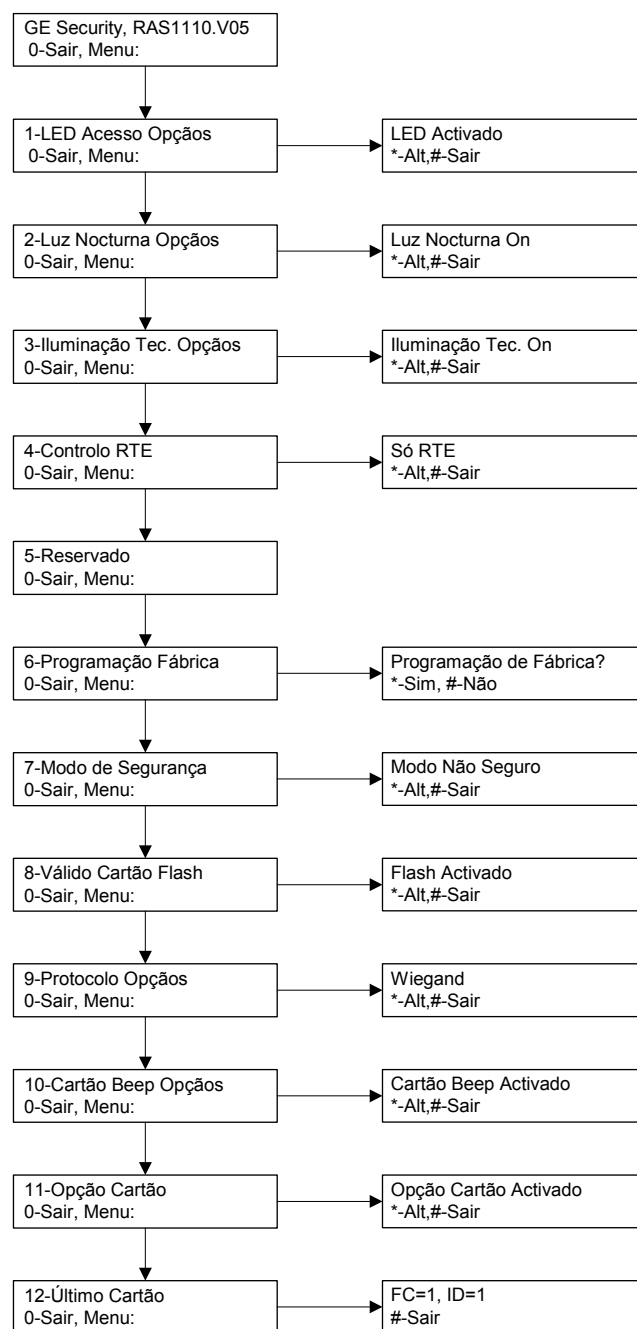 GE Security, RAS1110.V05
0-Sair, Menu:
1-LED Acesso Opçãos
0-Sair, Menu:
LED Activado
*-Alt,#-Sair
2-Luz Nocturna Opçãos
0-Sair, Menu:
Luz Nocturna On
*-Alt,#-Sair
3-Iluminação Tec. Opçãos
0-Sair, Menu:
Iluminação Tec. On
*-Alt,#-Sair
4-Controlo RTE
0-Sair, Menu:
Só RTE
*-Alt,#-Sair
5-Reservado
0-Sair, Menu:
6-Programação Fábrica
0-Sair, Menu:
Programação de Fábrica?
*-Sim, #-Não
7-Modo de Segurança
0-Sair, Menu:
Modo Não Seguro
*-Alt,#-Sair
8-Válido Cartão Flash
0-Sair, Menu:
Flash Activado
*-Alt,#-Sair
9-Protocolo Opçãos
0-Sair, Menu:
Wiegand
*-Alt,#-Sair
10-Cartão Beep Opçãos
0-Sair, Menu:
Cartão Beep Activado
*-Alt,#-Sair
11-Opção Cartão
0-Sair, Menu:
Opção Cartão Activado
*-Alt,#-Sair
12-Último Cartão
0-Sair, Menu:
FC=1, ID=1
#-Sair